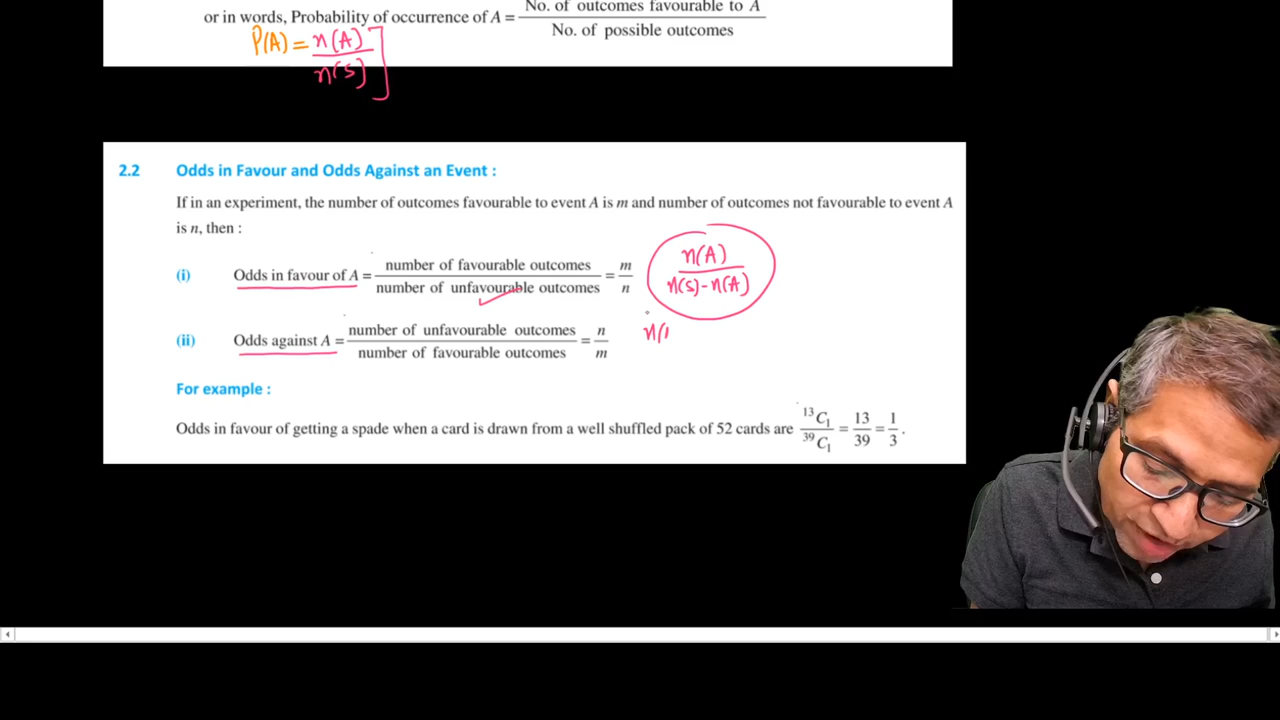 or in words, Probability of occurrence of A = No. of outcomes favourable to A / No. of possible outcomes
P(A) = n(A) / n(S)
2.2 Odds in Favour and Odds Against an Event :
If in an experiment, the number of outcomes favourable to event A is m and number of outcomes not favourable to event A
is n, then :
(i) Odds in favour of A = number of favourable outcomes / number of unfavourable outcomes = m / n n(A) / n(S) - n(A)
(ii) Odds against A = number of unfavourable outcomes / number of favourable outcomes = n / m n(
For example :
Odds in favour of getting a spade when a card is drawn from a well shuffled pack of 52 cards are ¹³C₁ / ³⁹C₁ = 13 / 39 = 1 / 3 .